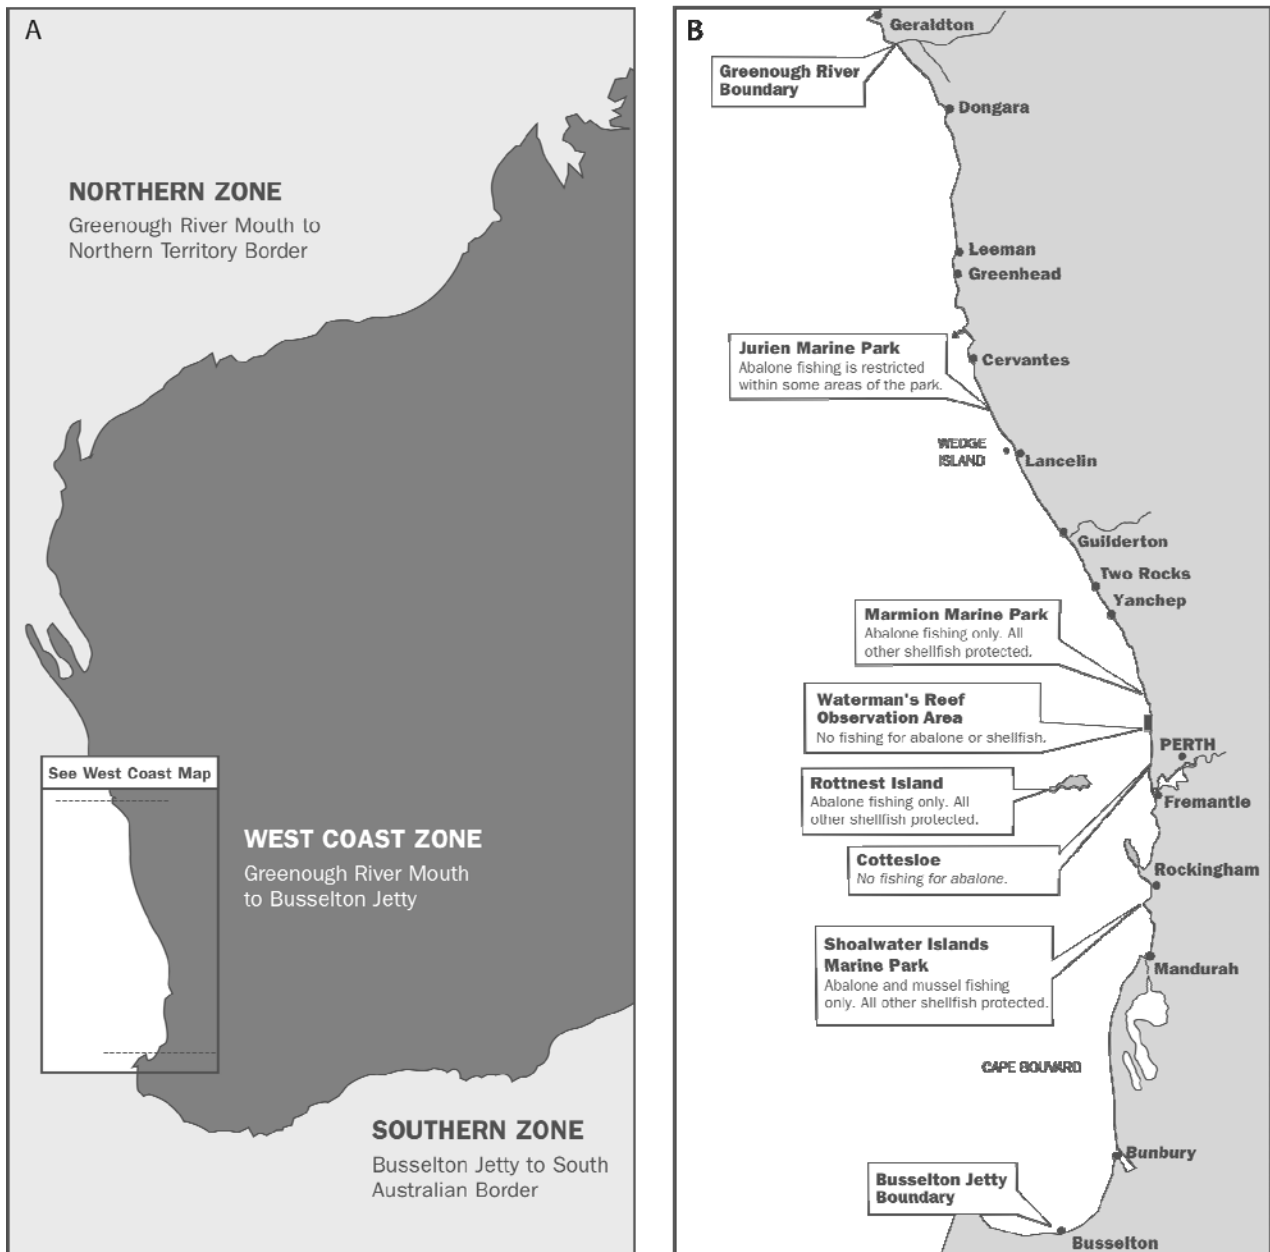 A
NORTHERN ZONE
Greenough River Mouth to
Northern Territory Border
See West Coast Map
WEST COAST ZONE
Greenough River Mouth
to Busselton Jetty
SOUTHERN ZONE
Busselton Jetty to South
Australian Border
B
Geraldton
Greenough River
Boundary
Dongara
Leeman
Greenhead
Jurien Marine Park
Abalone fishing is restricted
within some areas of the park.
Cervantes
WEDGE
ISLAND
Lancelin
Guilderton
Two Rocks
Yanchep
Marmion Marine Park
Abalone fishing only. All
other shellfish protected.
Waterman's Reef
Observation Area
No fishing for abalone or shellfish.
PERTH
Rottnest Island
Abalone fishing only. All
other shellfish protected.
Fremantle
Cottesloe
No fishing for abalone.
Rockingham
Shoalwater Islands
Marine Park
Abalone and mussel fishing
only. All other shellfish protected.
Mandurah
CAPE BOUVARD
Bunbury
Busselton Jetty
Boundary
Busselton